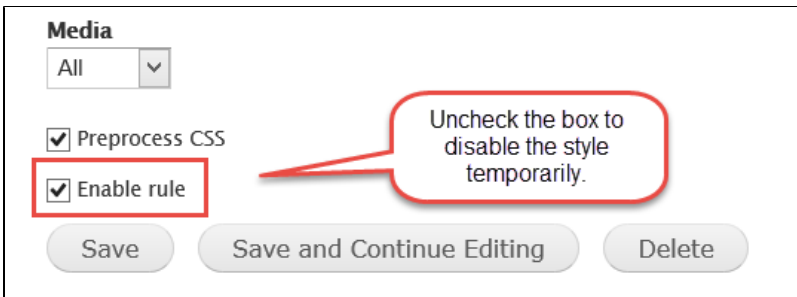 Media
All
Preprocess CSS
Enable rule
Uncheck the box to
disable the style
temporarily.
Save
Save and Continue Editing
Delete